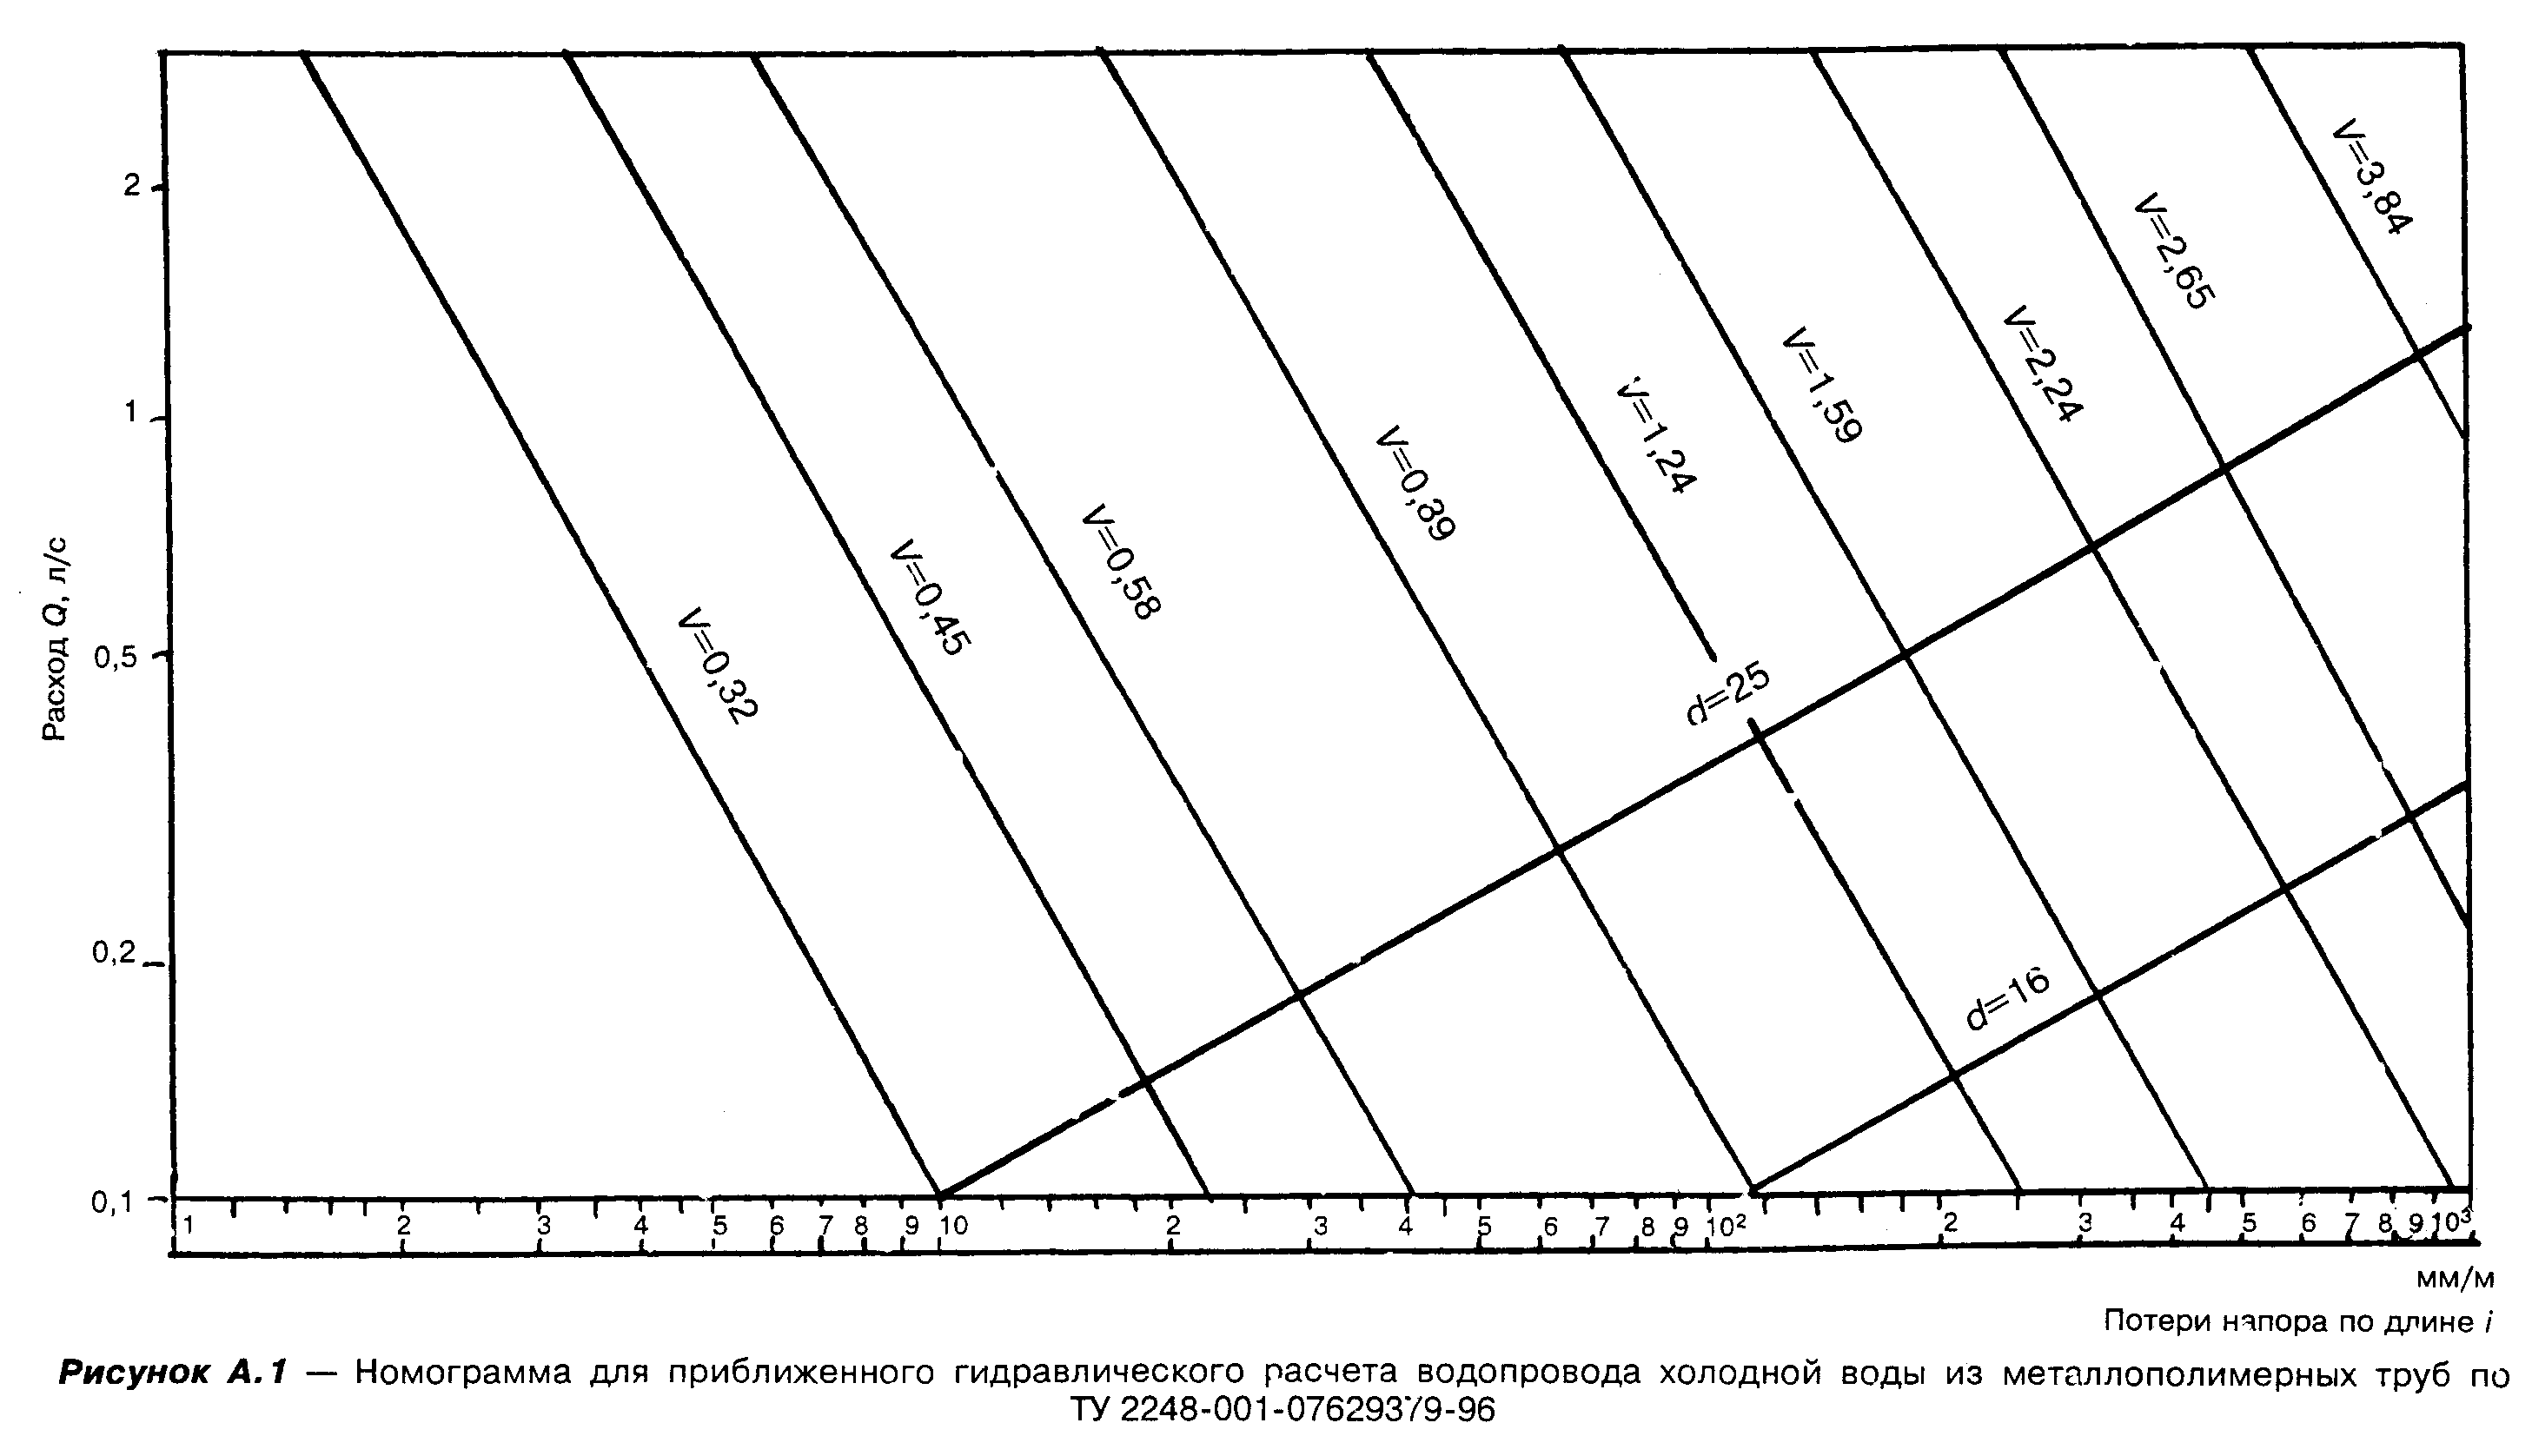 V=3,84
V=2,65
V=2,24
V=1,59
V=1,24
V=0,89
V=0,58
V=0,45
V=0,32
d=25
d=16
Расход Q, л/с
2
1
0,5
0,2
0,1
1 2 3 4 5 6 7 8 9 10 2 3 4 5 6 7 8 9 10² 2 3 4 5 6 7 8 9 10³
мм/м
Потери напора по длине i
Рисунок А.1 — Номограмма для приближенного гидравлического расчета водопровода холодной воды из металлополимерных труб по
ТУ 2248-001-07629379-96